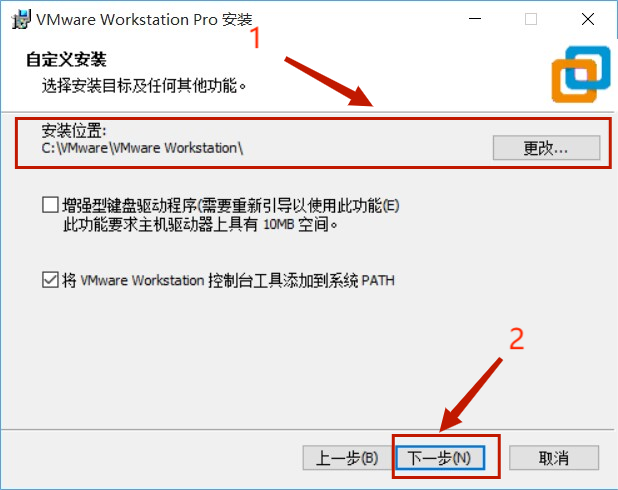 VMware Workstation Pro 安装
1
自定义安装
选择安装目标及任何其他功能。
安装位置:
C:\VMware\VMware Workstation\
更改...
增强型键盘驱动程序(需要重新引导以使用此功能(E)
此功能要求主机驱动器上具有 10MB 空间。
将 VMware Workstation 控制台工具添加到系统 PATH
2
上一步(B)
下一步(N)
取消